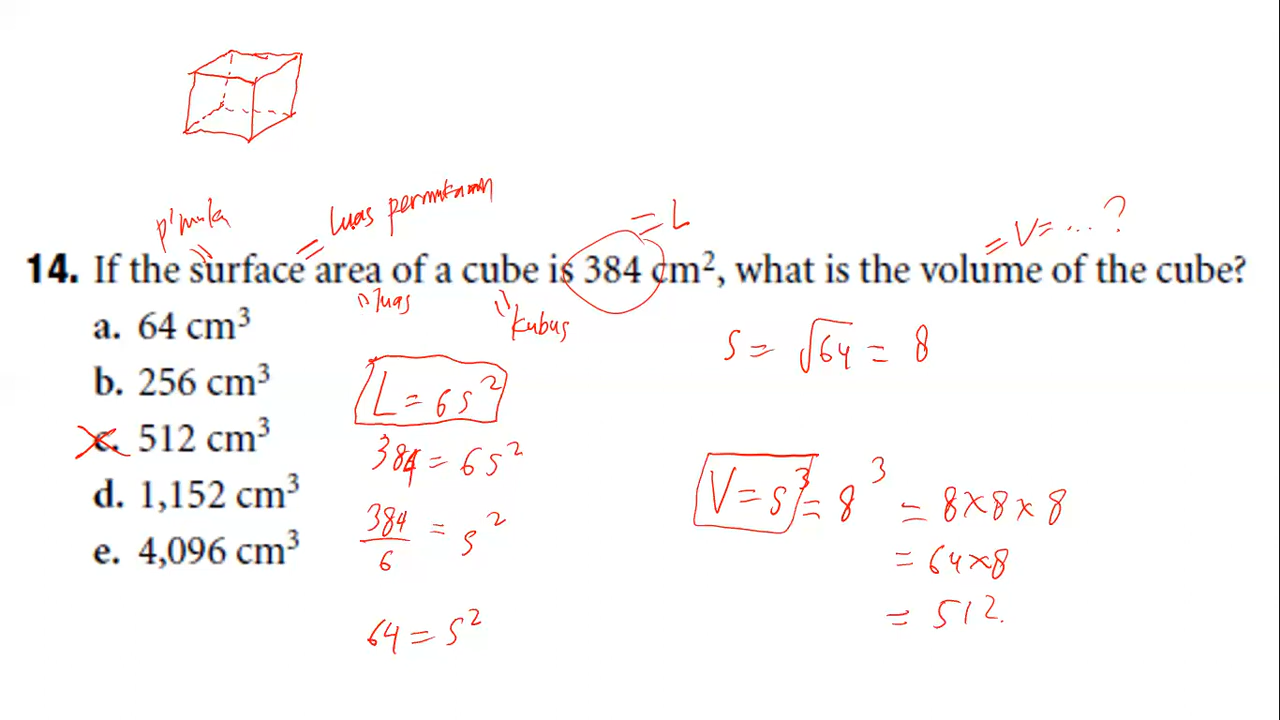 p'muka
= Luas permukaan
= L
= V = ...?
14. If the surface area of a cube is 384 cm², what is the volume of the cube?
luas
kubus
a. 64 cm³
b. 256 cm³
c. 512 cm³
d. 1,152 cm³
e. 4,096 cm³
L = 6s²
384 = 6s²
384/6 = s²
64 = s²
s = √64 = 8
V = s³ = 8³ = 8×8×8
= 64×8
= 512.